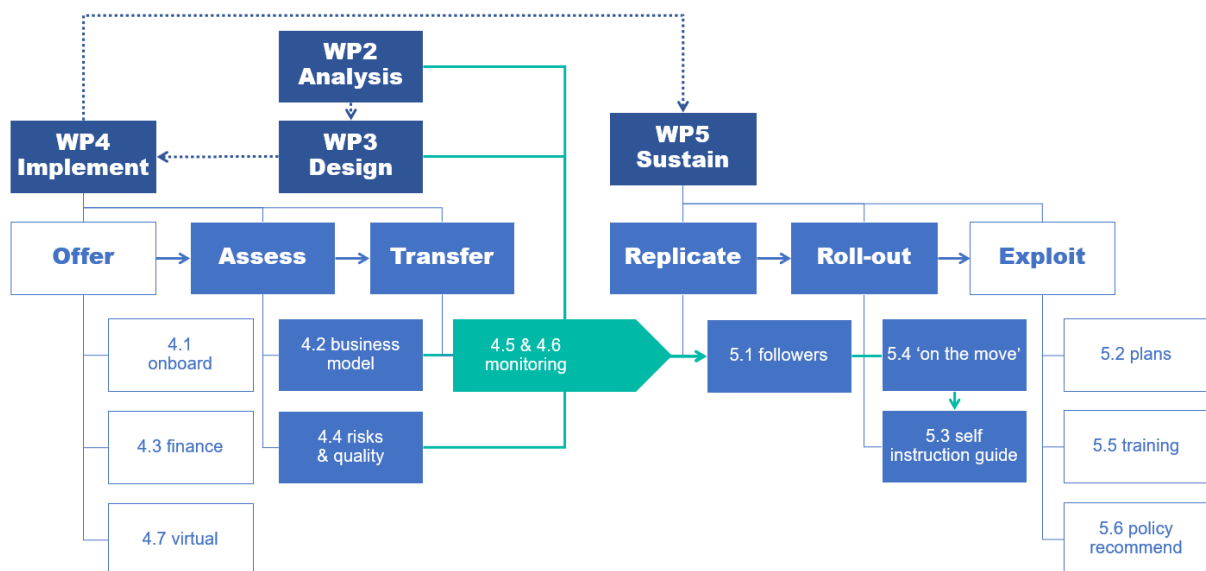 WP2
Analysis
WP4
Implement
WP3
Design
WP5
Sustain
Offer
Assess
Transfer
Replicate
Roll-out
Exploit
4.1
onboard
4.2 business
model
4.5 & 4.6
monitoring
5.1 followers
5.4 ‘on the move’
5.2 plans
4.3 finance
4.4 risks
& quality
5.3 self
instruction guide
5.5 training
4.7 virtual
5.6 policy
recommend